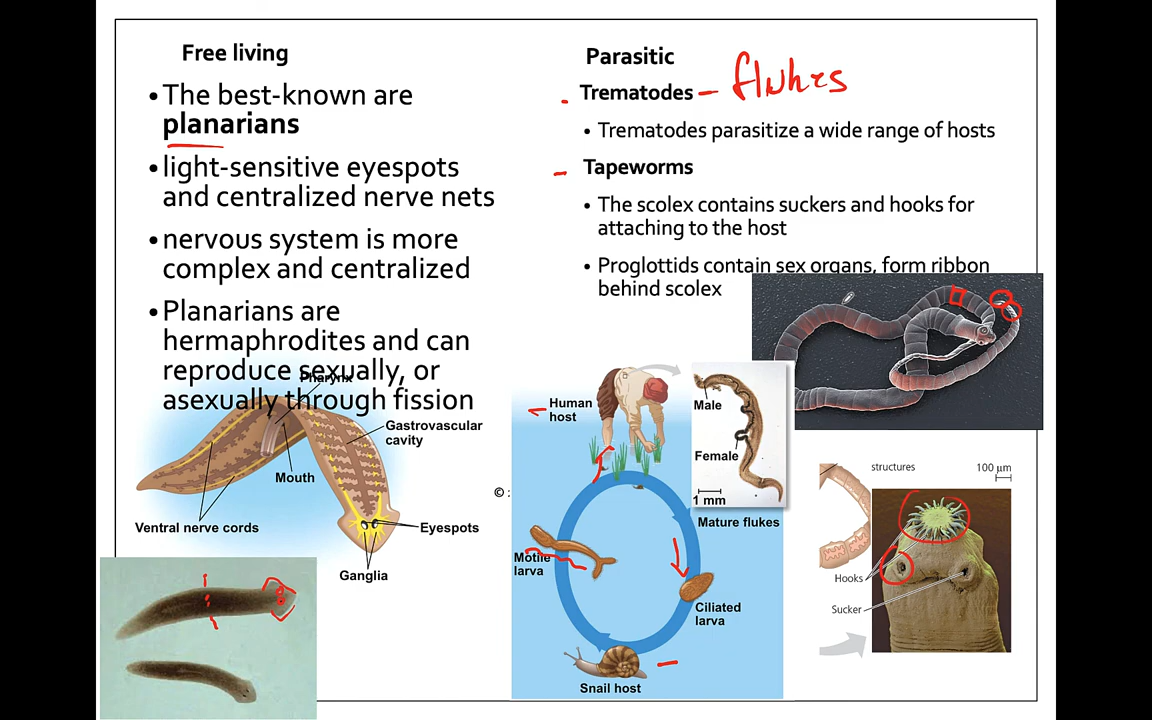 Free living
•The best-known are
planarians
•light-sensitive eyespots
and centralized nerve nets
•nervous system is more
complex and centralized
•Planarians are
hermaphrodites and can
reproduce sexually, or
asexually through fission
Pharynx
Gastrovascular
cavity
Mouth
Ventral nerve cords
Eyespots
Ganglia
Parasitic
Trematodes – flukes
• Trematodes parasitize a wide range of hosts
Tapeworms
• The scolex contains suckers and hooks for
attaching to the host
• Proglottids contain sex organs, form ribbon
behind scolex
Human
host
Male
Female
1 mm
Mature flukes
Motile
larva
Ciliated
larva
Snail host
©
structures
100 μm
Hooks
Sucker